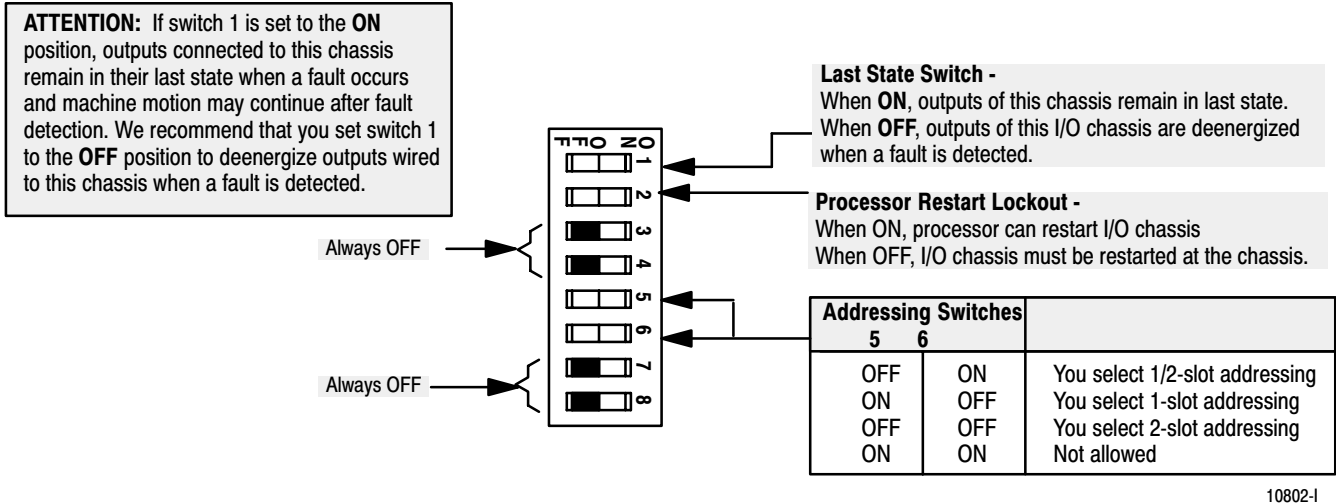 ATTENTION: If switch 1 is set to the ON
position, outputs connected to this chassis
remain in their last state when a fault occurs
and machine motion may continue after fault
detection. We recommend that you set switch 1
to the OFF position to deenergize outputs wired
to this chassis when a fault is detected.
Always OFF
Always OFF
OFF ON
1
2
3
4
5
6
7
8
Last State Switch -
When ON, outputs of this chassis remain in last state.
When OFF, outputs of this I/O chassis are deenergized
when a fault is detected.
Processor Restart Lockout -
When ON, processor can restart I/O chassis
When OFF, I/O chassis must be restarted at the chassis.
Addressing Switches
5 6
OFF ON You select 1/2-slot addressing
ON OFF You select 1-slot addressing
OFF OFF You select 2-slot addressing
ON ON Not allowed
10802-I